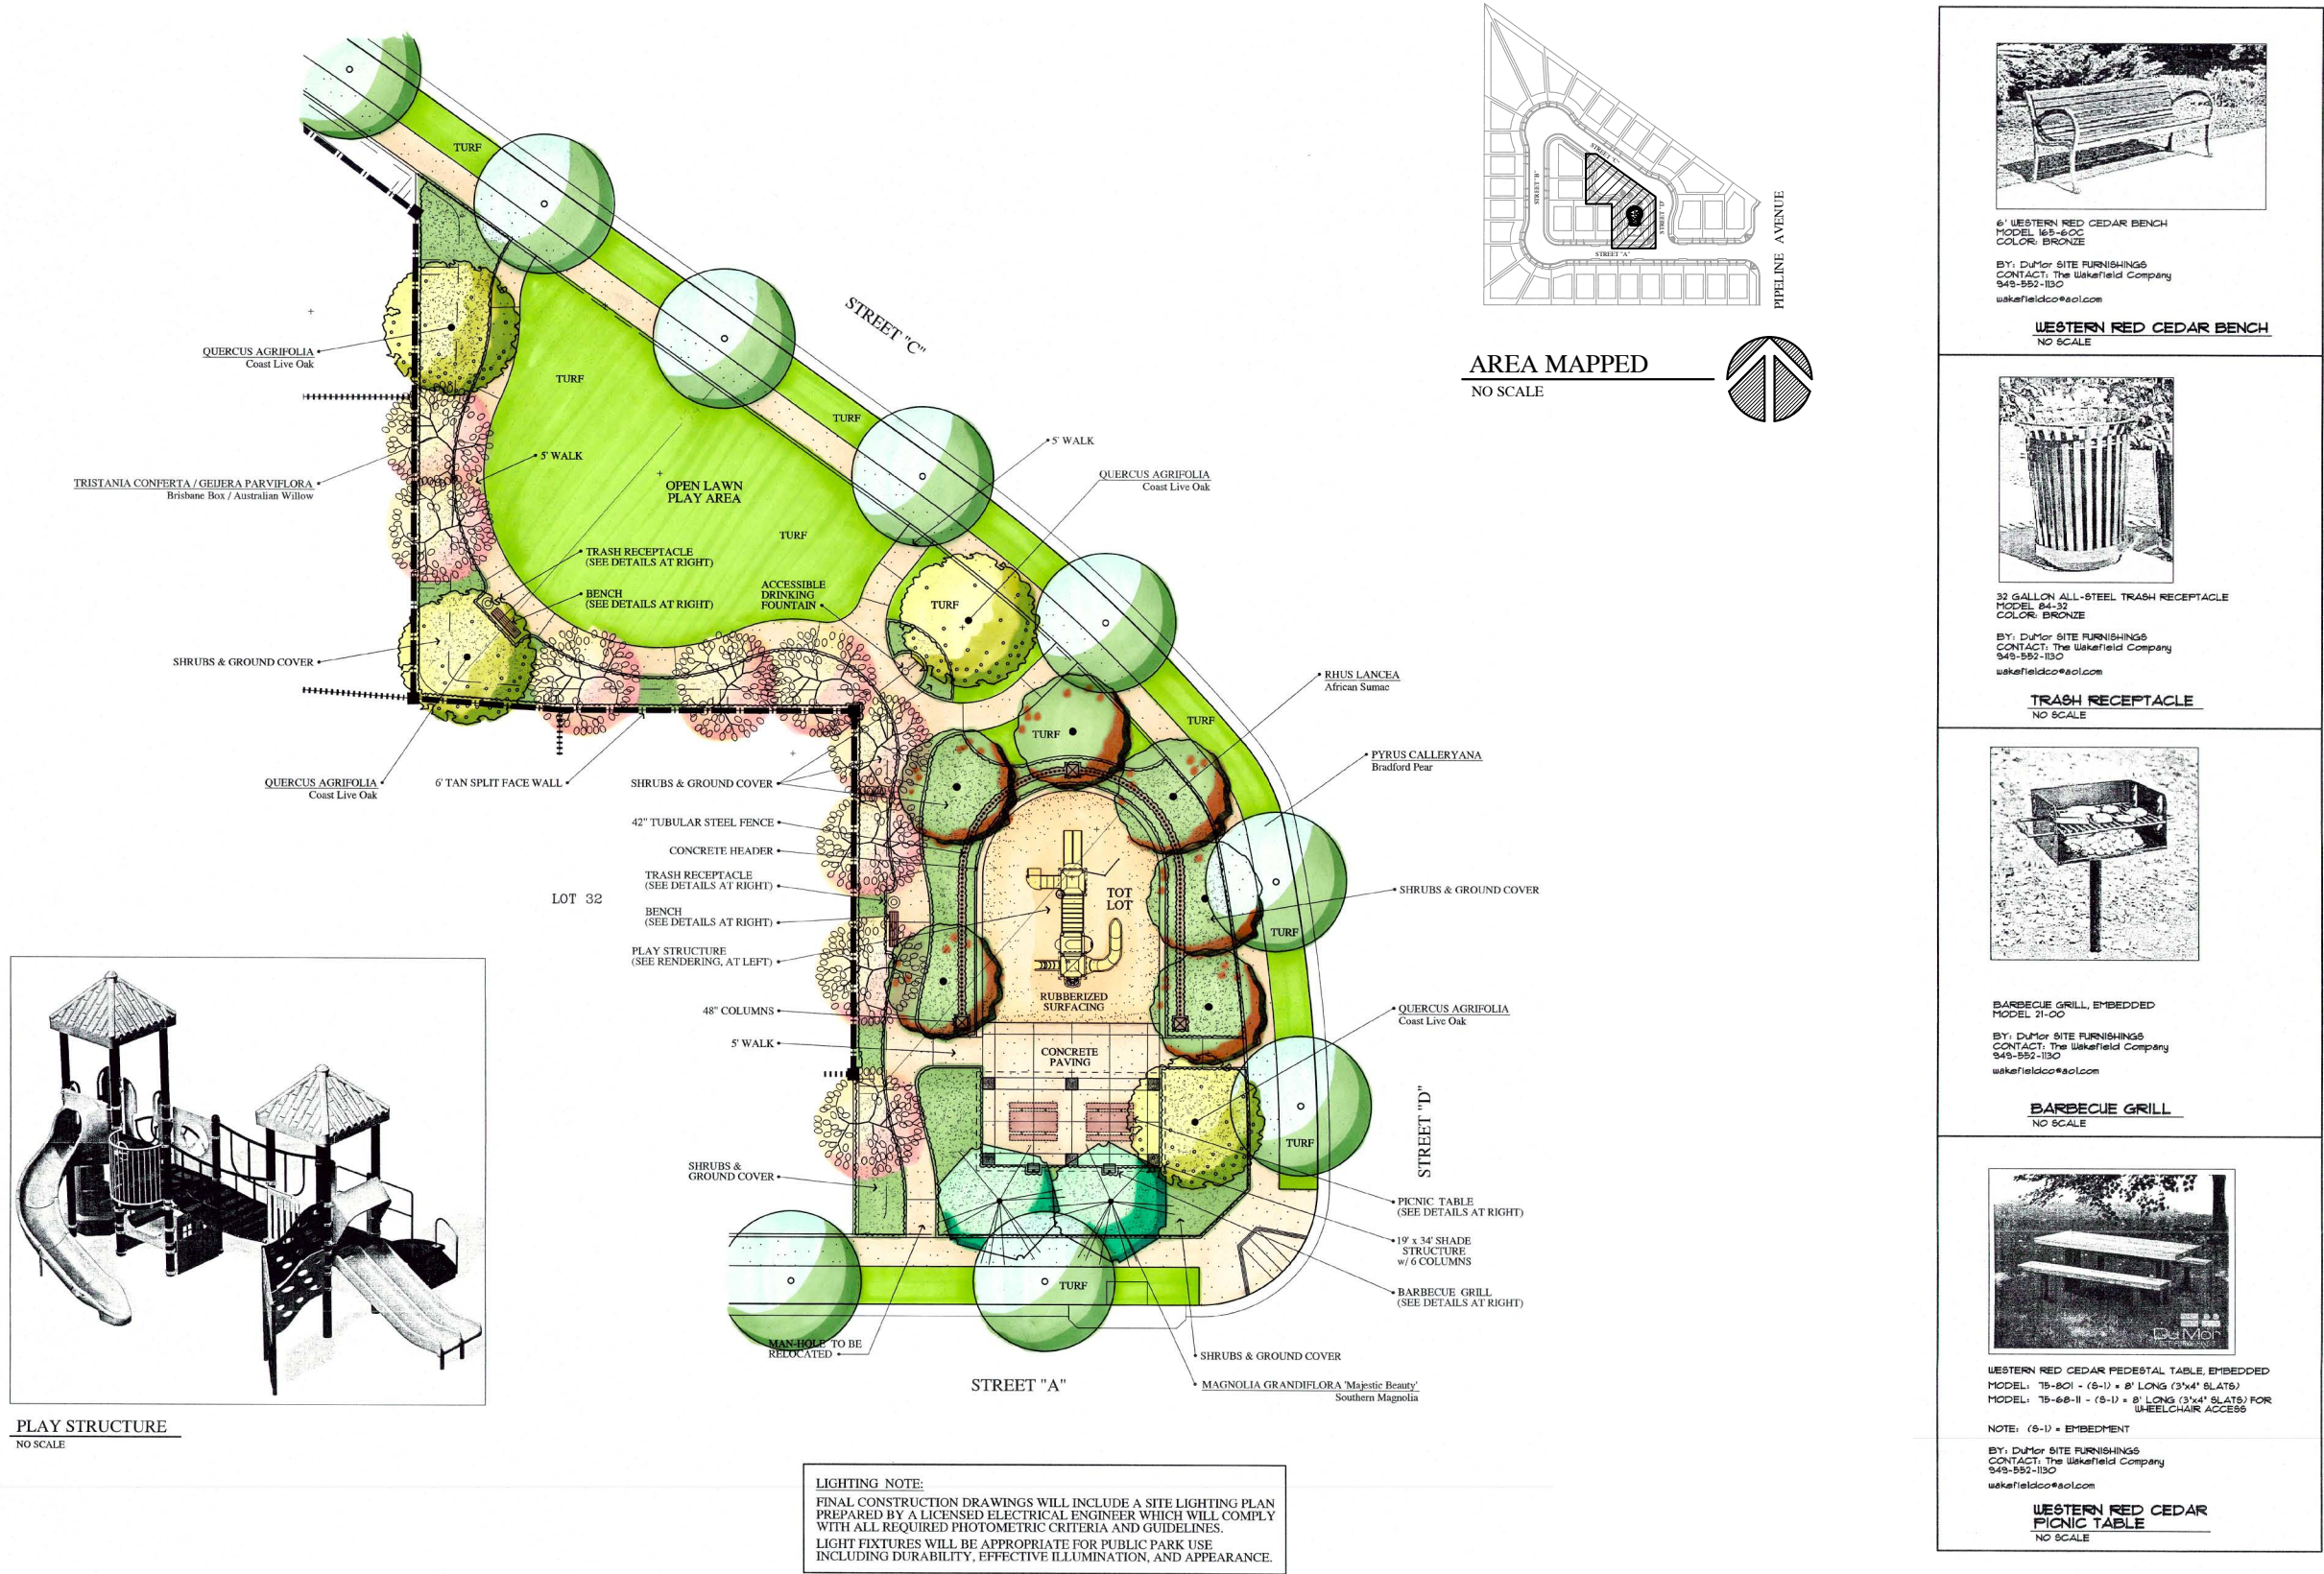 TURF
STREET "C"
QUERCUS AGRIFOLIA
Coast Live Oak
TURF
TURF
5' WALK
5' WALK
TRISTANIA CONFERTA / GEIJERA PARVIFLORA
Brisbane Box / Australian Willow
OPEN LAWN
PLAY AREA
QUERCUS AGRIFOLIA
Coast Live Oak
TURF
TRASH RECEPTACLE
(SEE DETAILS AT RIGHT)
BENCH
(SEE DETAILS AT RIGHT)
ACCESSIBLE
DRINKING
FOUNTAIN
TURF
SHRUBS & GROUND COVER
RHUS LANCEA
African Sumac
TURF
TURF
QUERCUS AGRIFOLIA
Coast Live Oak
6' TAN SPLIT FACE WALL
SHRUBS & GROUND COVER
PYRUS CALLERYANA
Bradford Pear
42" TUBULAR STEEL FENCE
CONCRETE HEADER
TRASH RECEPTACLE
(SEE DETAILS AT RIGHT)
LOT 32
BENCH
(SEE DETAILS AT RIGHT)
TOT
LOT
SHRUBS & GROUND COVER
TURF
PLAY STRUCTURE
(SEE RENDERING, AT LEFT)
48" COLUMNS
RUBBERIZED
SURFACING
QUERCUS AGRIFOLIA
Coast Live Oak
5' WALK
CONCRETE
PAVING
STREET "D"
TURF
SHRUBS &
GROUND COVER
PICNIC TABLE
(SEE DETAILS AT RIGHT)
19' x 34' SHADE
STRUCTURE
w/ 6 COLUMNS
BARBECUE GRILL
(SEE DETAILS AT RIGHT)
TURF
MAN-HOLE TO BE
RELOCATED
SHRUBS & GROUND COVER
STREET "A"
MAGNOLIA GRANDIFLORA 'Majestic Beauty'
Southern Magnolia
PLAY STRUCTURE
NO SCALE
LIGHTING NOTE:
FINAL CONSTRUCTION DRAWINGS WILL INCLUDE A SITE LIGHTING PLAN
PREPARED BY A LICENSED ELECTRICAL ENGINEER WHICH WILL COMPLY
WITH ALL REQUIRED PHOTOMETRIC CRITERIA AND GUIDELINES.
LIGHT FIXTURES WILL BE APPROPRIATE FOR PUBLIC PARK USE
INCLUDING DURABILITY, EFFECTIVE ILLUMINATION, AND APPEARANCE.
STREET "C"
STREET "B"
STREET "D"
STREET "A"
PIPELINE AVENUE
AREA MAPPED
NO SCALE
6' WESTERN RED CEDAR BENCH
MODEL 165-60C
COLOR: BRONZE
BY: DuMor SITE FURNISHINGS
CONTACT: The Wakefield Company
949-552-1130
wakefieldco@aol.com
WESTERN RED CEDAR BENCH
NO SCALE
32 GALLON ALL-STEEL TRASH RECEPTACLE
MODEL 84-32
COLOR: BRONZE
BY: DuMor SITE FURNISHINGS
CONTACT: The Wakefield Company
949-552-1130
wakefieldco@aol.com
TRASH RECEPTACLE
NO SCALE
BARBECUE GRILL, EMBEDDED
MODEL 21-00
BY: DuMor SITE FURNISHINGS
CONTACT: The Wakefield Company
949-552-1130
wakefieldco@aol.com
BARBECUE GRILL
NO SCALE
DuMor
WESTERN RED CEDAR PEDESTAL TABLE, EMBEDDED
MODEL: 75-801 - (S-1) = 8' LONG (3"x4" SLATS)
MODEL: 75-68-11 - (S-1) = 8' LONG (3"x4" SLATS) FOR
WHEELCHAIR ACCESS
NOTE: (S-1) = EMBEDMENT
BY: DuMor SITE FURNISHINGS
CONTACT: The Wakefield Company
949-552-1130
wakefieldco@aol.com
WESTERN RED CEDAR
PICNIC TABLE
NO SCALE